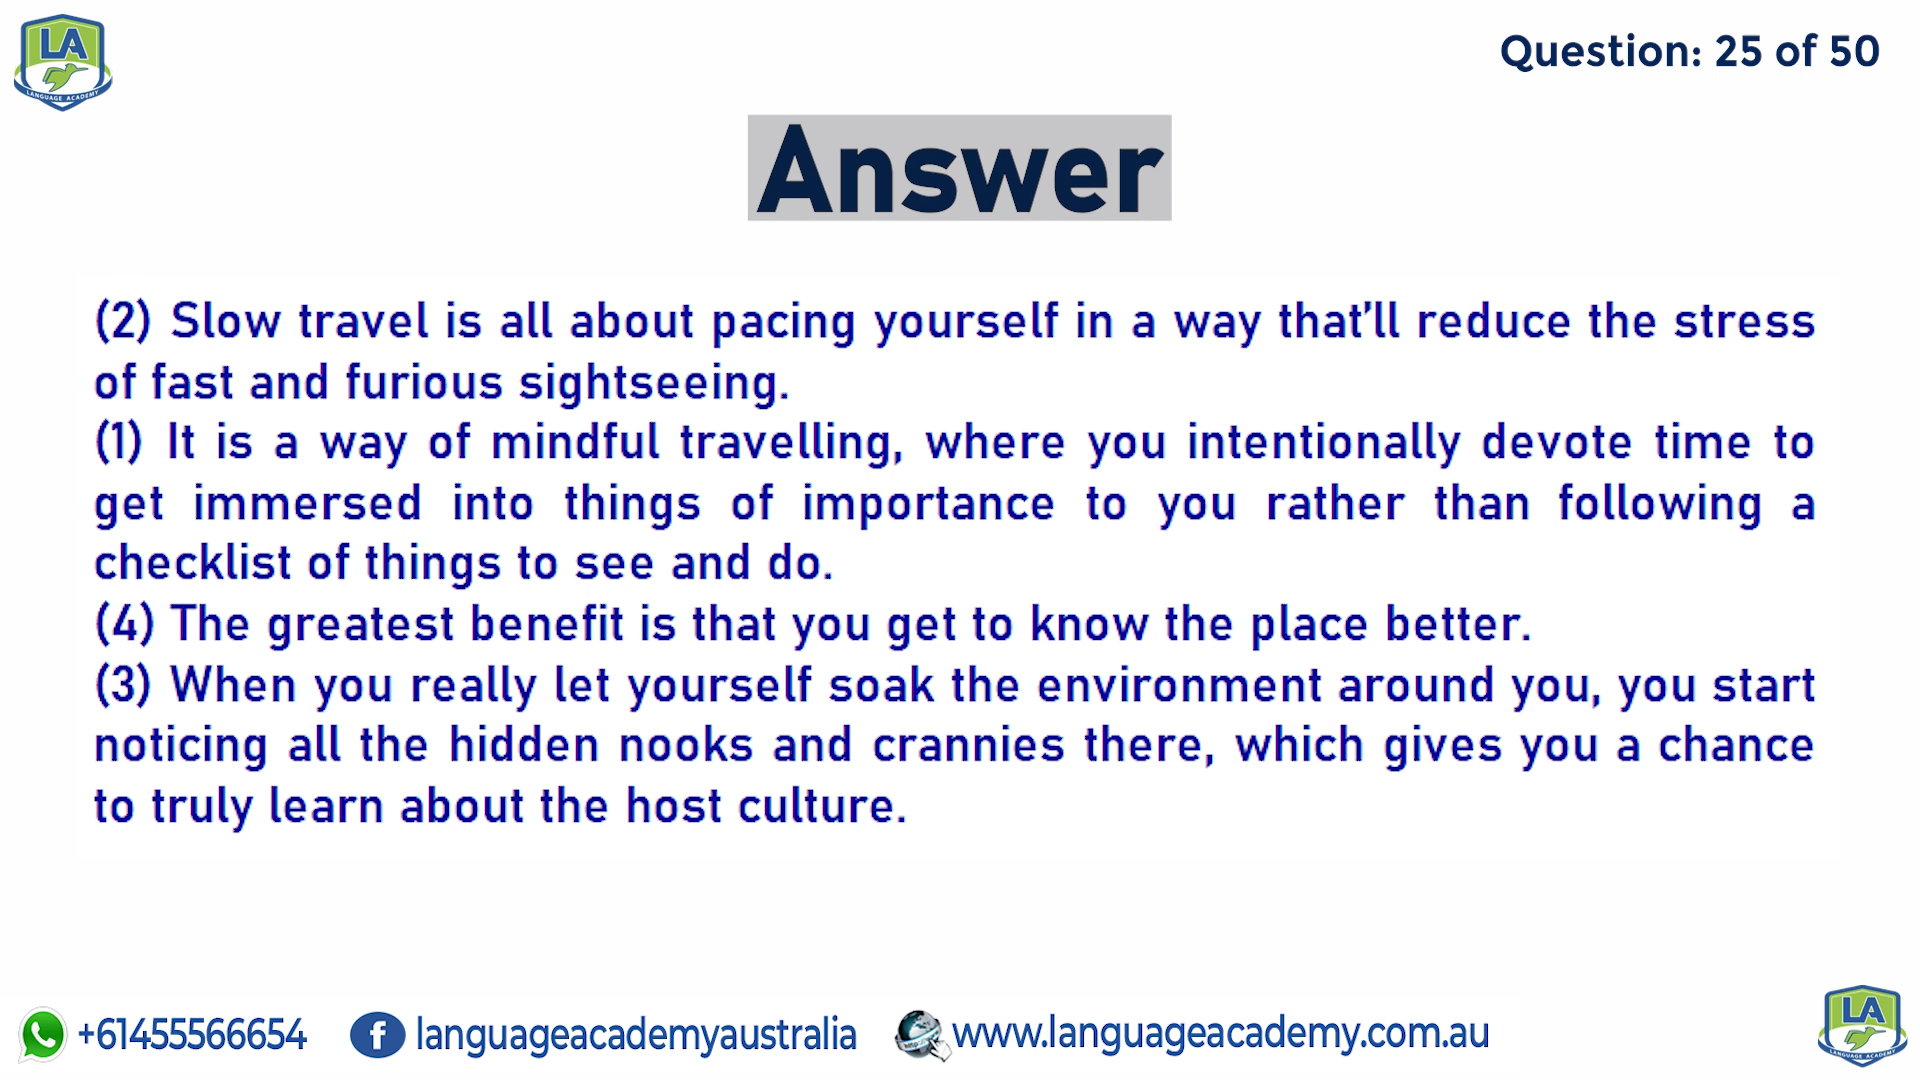 LA
LANGUAGE ACADEMY
Question: 25 of 50
Answer
(2) Slow travel is all about pacing yourself in a way that'll reduce the stress
of fast and furious sightseeing.
(1) It is a way of mindful travelling, where you intentionally devote time to
get immersed into things of importance to you rather than following a
checklist of things to see and do.
(4) The greatest benefit is that you get to know the place better.
(3) When you really let yourself soak the environment around you, you start
noticing all the hidden nooks and crannies there, which gives you a chance
to truly learn about the host culture.
+61455566654
f languageacademyaustralia
www.languageacademy.com.au
LA
LANGUAGE ACADEMY